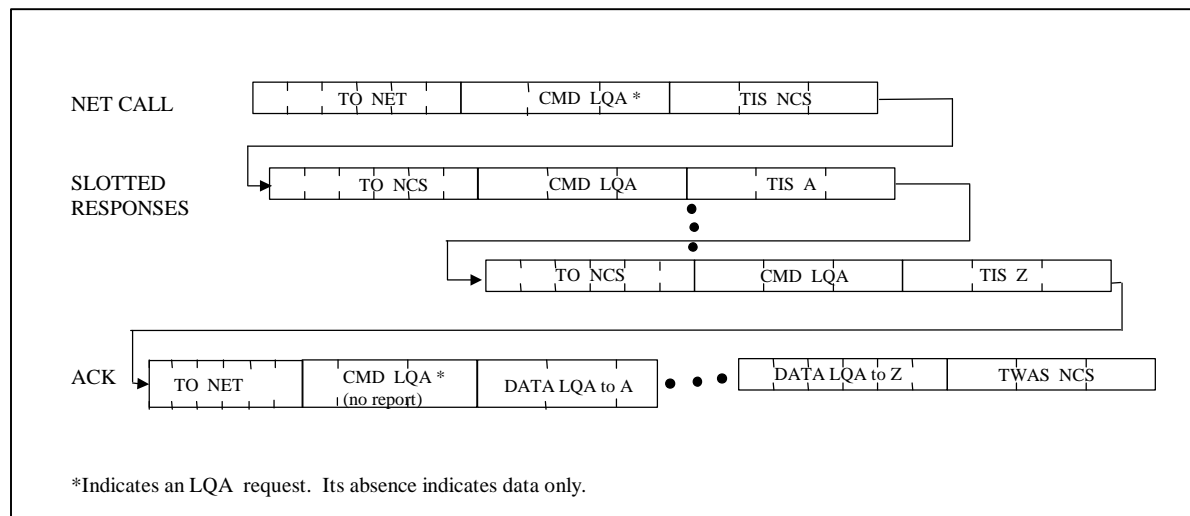 NET CALL
TO NET
CMD LQA *
TIS NCS
SLOTTED
RESPONSES
TO NCS
CMD LQA
TIS A
TO NCS
CMD LQA
TIS Z
ACK
TO NET
CMD LQA *
(no report)
DATA LQA to A
DATA LQA to Z
TWAS NCS
*Indicates an LQA request. Its absence indicates data only.